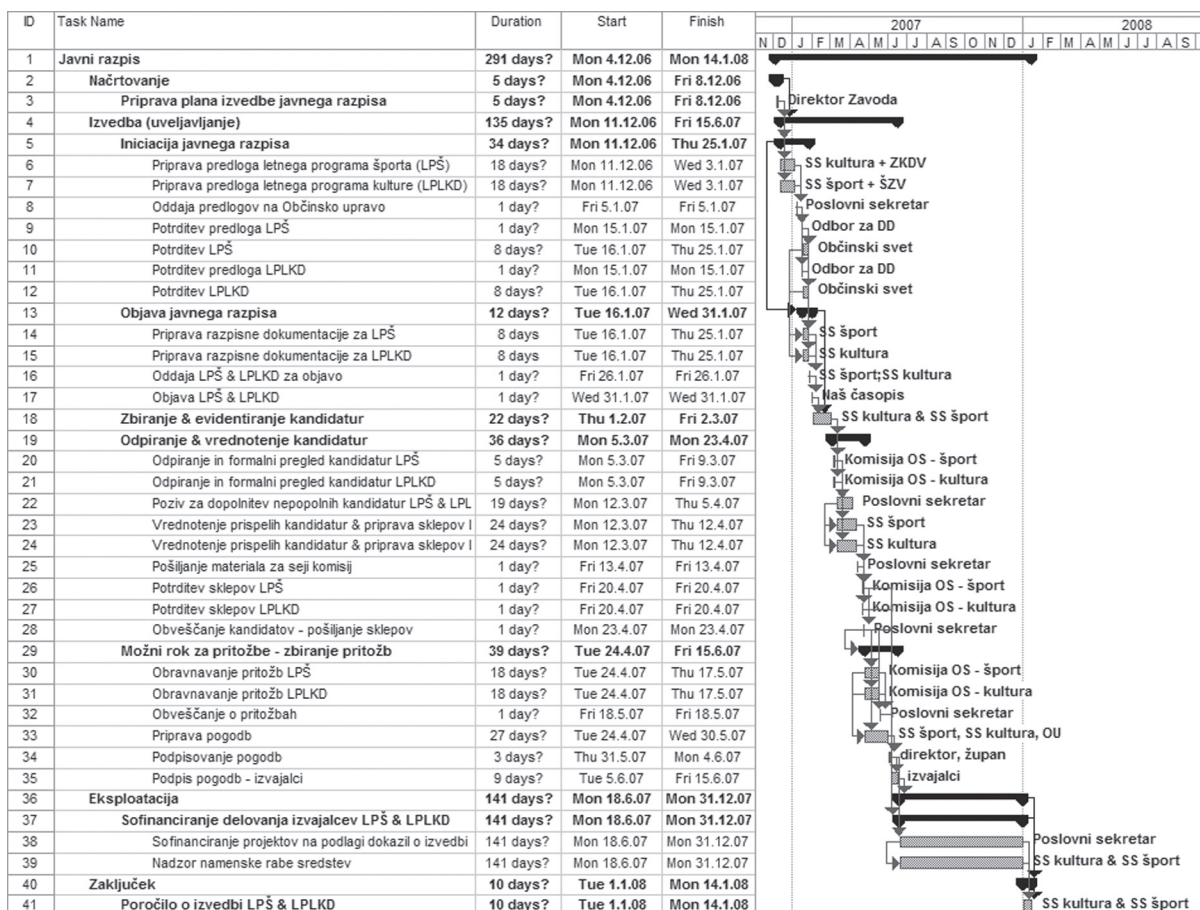 ID Task Name Duration Start Finish 2007 2008
N D J F M A M J J A S O N D J F M A M J J A S
1 Javni razpis 291 days? Mon 4.12.06 Mon 14.1.08
2 Načrtovanje 5 days? Mon 4.12.06 Fri 8.12.06
3 Priprava plana izvedbe javnega razpisa 5 days? Mon 4.12.06 Fri 8.12.06 Direktor Zavoda
4 Izvedba (uveljavljanje) 135 days? Mon 11.12.06 Fri 15.6.07
5 Iniciacija javnega razpisa 34 days? Mon 11.12.06 Thu 25.1.07
6 Priprava predloga letnega programa športa (LPŠ) 18 days? Mon 11.12.06 Wed 3.1.07 SS kultura + ZKDV
7 Priprava predloga letnega programa kulture (LPLKD) 18 days? Mon 11.12.06 Wed 3.1.07 SS šport + ŠZV
8 Oddaja predlogov na Občinsko upravo 1 day? Fri 5.1.07 Fri 5.1.07 Poslovni sekretar
9 Potrditev predloga LPŠ 1 day? Mon 15.1.07 Mon 15.1.07 Odbor za DD
10 Potrditev LPŠ 8 days? Tue 16.1.07 Thu 25.1.07 Občinski svet
11 Potrditev predloga LPLKD 1 day? Mon 15.1.07 Mon 15.1.07 Odbor za DD
12 Potrditev LPLKD 8 days? Tue 16.1.07 Thu 25.1.07 Občinski svet
13 Objava javnega razpisa 12 days? Tue 16.1.07 Wed 31.1.07
14 Priprava razpisne dokumentacije za LPŠ 8 days Tue 16.1.07 Thu 25.1.07 SS šport
15 Priprava razpisne dokumentacije za LPLKD 8 days Tue 16.1.07 Thu 25.1.07 SS kultura
16 Oddaja LPŠ & LPLKD za objavo 1 day? Fri 26.1.07 Fri 26.1.07 SS šport;SS kultura
17 Objava LPŠ & LPLKD 1 day? Wed 31.1.07 Wed 31.1.07 Naš časopis
18 Zbiranje & evidentiranje kandidatur 22 days? Thu 1.2.07 Fri 2.3.07 SS kultura & SS šport
19 Odpiranje & vrednotenje kandidatur 36 days? Mon 5.3.07 Mon 23.4.07
20 Odpiranje in formalni pregled kandidatur LPŠ 5 days? Mon 5.3.07 Fri 9.3.07 Komisija OS - šport
21 Odpiranje in formalni pregled kandidatur LPLKD 5 days? Mon 5.3.07 Fri 9.3.07 Komisija OS - kultura
22 Poziv za dopolnitev nepopolnih kandidatur LPŠ & LPL 19 days? Mon 12.3.07 Thu 5.4.07 Poslovni sekretar
23 Vrednotenje prispelih kandidatur & priprava sklepov l 24 days? Mon 12.3.07 Thu 12.4.07 SS šport
24 Vrednotenje prispelih kandidatur & priprava sklepov l 24 days? Mon 12.3.07 Thu 12.4.07 SS kultura
25 Pošiljanje materiala za seji komisij 1 day? Fri 13.4.07 Fri 13.4.07 Poslovni sekretar
26 Potrditev sklepov LPŠ 1 day? Fri 20.4.07 Fri 20.4.07 Komisija OS - šport
27 Potrditev sklepov LPLKD 1 day? Fri 20.4.07 Fri 20.4.07 Komisija OS - kultura
28 Obveščanje kandidatov - pošiljanje sklepov 1 day? Mon 23.4.07 Mon 23.4.07 Poslovni sekretar
29 Možni rok za pritožbe - zbiranje pritožb 39 days? Tue 24.4.07 Fri 15.6.07
30 Obravnavanje pritožb LPŠ 18 days? Tue 24.4.07 Thu 17.5.07 Komisija OS - šport
31 Obravnavanje pritožb LPLKD 18 days? Tue 24.4.07 Thu 17.5.07 Komisija OS - kultura
32 Obveščanje o pritožbah 1 day? Fri 18.5.07 Fri 18.5.07 Poslovni sekretar
33 Priprava pogodb 27 days? Tue 24.4.07 Wed 30.5.07 SS šport, SS kultura, OU
34 Podpisovanje pogodb 3 days? Thu 31.5.07 Mon 4.6.07 direktor, župan
35 Podpis pogodb - izvajalci 9 days? Tue 5.6.07 Fri 15.6.07 izvajalci
36 Eksploatacija 141 days? Mon 18.6.07 Mon 31.12.07
37 Sofinanciranje delovanja izvajalcev LPŠ & LPLKD 141 days? Mon 18.6.07 Mon 31.12.07
38 Sofinanciranje projektov na podlagi dokazil o izvedbi 141 days? Mon 18.6.07 Mon 31.12.07 Poslovni sekretar
39 Nadzor namenske rabe sredstev 141 days? Mon 18.6.07 Mon 31.12.07 SS kultura & SS šport
40 Zaključek 10 days? Tue 1.1.08 Mon 14.1.08
41 Poročilo o izvedbi LPŠ & LPLKD 10 days? Tue 1.1.08 Mon 14.1.08 SS kultura & SS šport